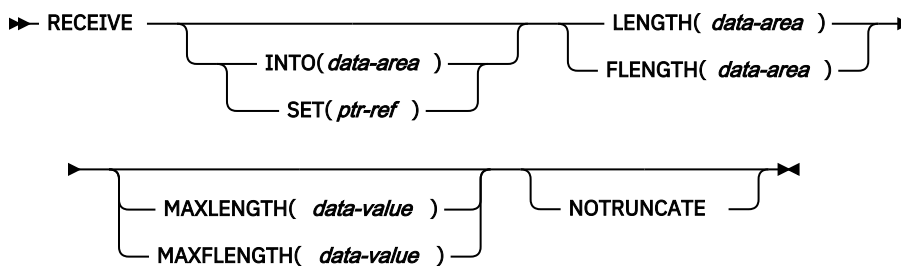 RECEIVE LENGTH( data-area )
INTO( data-area ) FLENGTH( data-area )
SET( ptr-ref )
MAXLENGTH( data-value ) NOTRUNCATE
MAXFLENGTH( data-value )